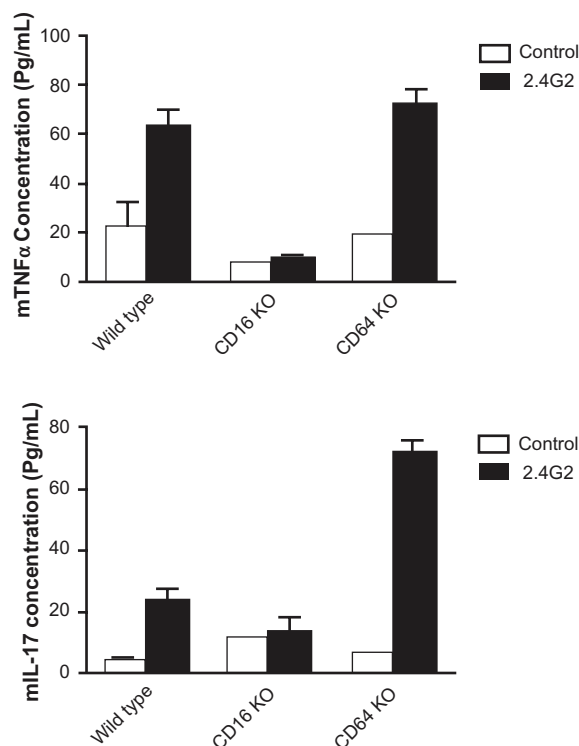 mTNFα Concentration (Pg/mL)
100
80
60
40
20
0
Wild type
CD16 KO
CD64 KO
Control
2.4G2
mIL-17 concentration (Pg/mL)
80
60
40
20
0
Wild type
CD16 KO
CD64 KO
Control
2.4G2